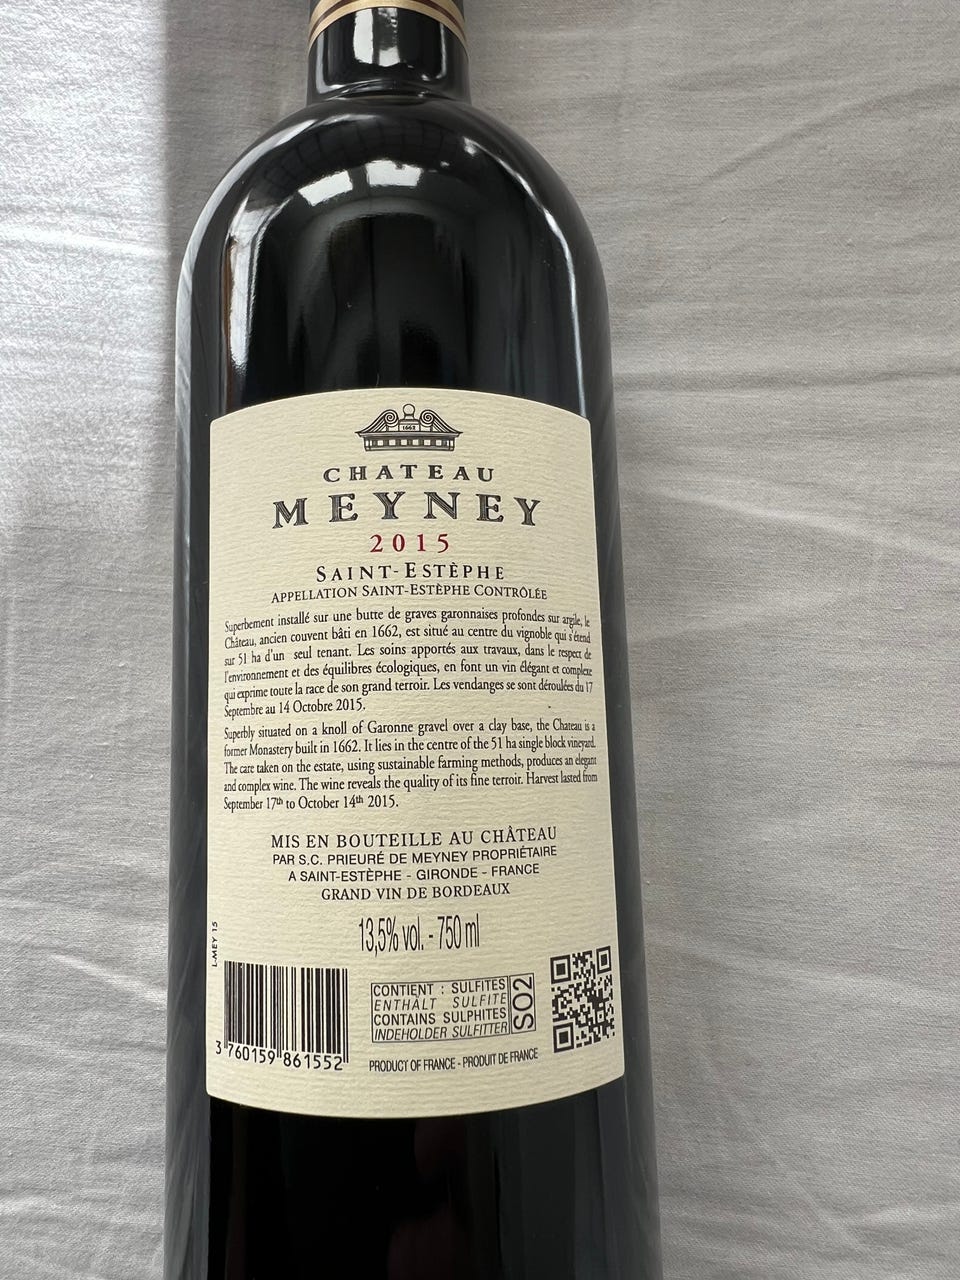 1662
CHATEAU
MEYNEY
2015
SAINT-ESTÈPHE
APPELLATION SAINT-ESTÈPHE CONTRÔLÉE
Superbement installé sur une butte de graves garonnaises profondes sur argile, le
Château, ancien couvent bâti en 1662, est situé au centre du vignoble qui s'étend
sur 51 ha d'un seul tenant. Les soins apportés aux travaux, dans le respect de
l'environnement et des équilibres écologiques, en font un vin élégant et complexe
qui exprime toute la race de son grand terroir. Les vendanges se sont déroulées du 17
Septembre au 14 Octobre 2015.
Superbly situated on a knoll of Garonne gravel over a clay base, the Chateau is a
former Monastery built in 1662. It lies in the centre of the 51 ha single block vineyard.
The care taken on the estate, using sustainable farming methods, produces an elegant
and complex wine. The wine reveals the quality of its fine terroir. Harvest lasted from
September 17th to October 14th 2015.
MIS EN BOUTEILLE AU CHÂTEAU
PAR S.C. PRIEURÉ DE MEYNEY PROPRIÉTAIRE
A SAINT-ESTÈPHE - GIRONDE - FRANCE
GRAND VIN DE BORDEAUX
13,5% vol. - 750 ml
L-MEY 15
CONTIENT : SULFITES
ENTHÄLT SULFITE
CONTAINS SULPHITES
INDEHOLDER SULFITTER
SO2
3 760159 861552
PRODUCT OF FRANCE - PRODUIT DE FRANCE